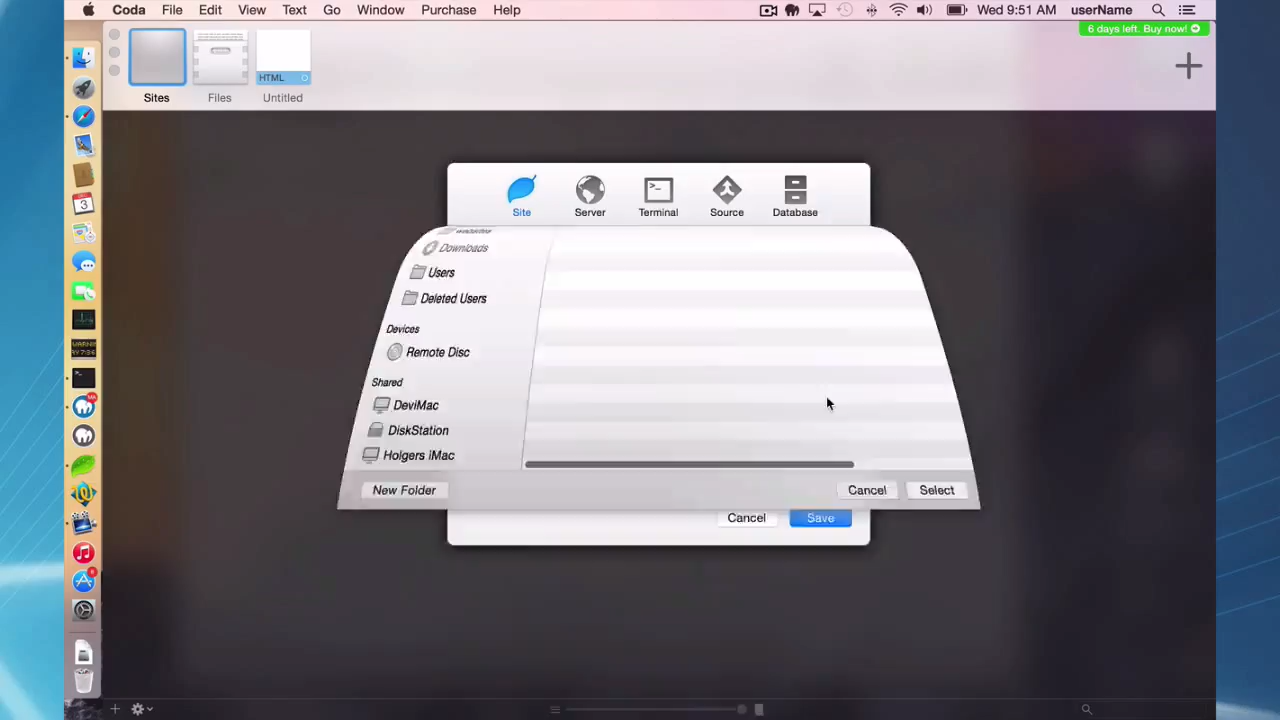 Coda File Edit View Text Go Window Purchase Help Wed 9:51 AM userName
6 days left. Buy now!
HTML
Sites Files Untitled
3
Site Server Terminal Source Database
Downloads
Users
Deleted Users
Devices
Remote Disc
Shared
DeviMac
DiskStation
Holgers iMac
New Folder Cancel Select
Cancel Save